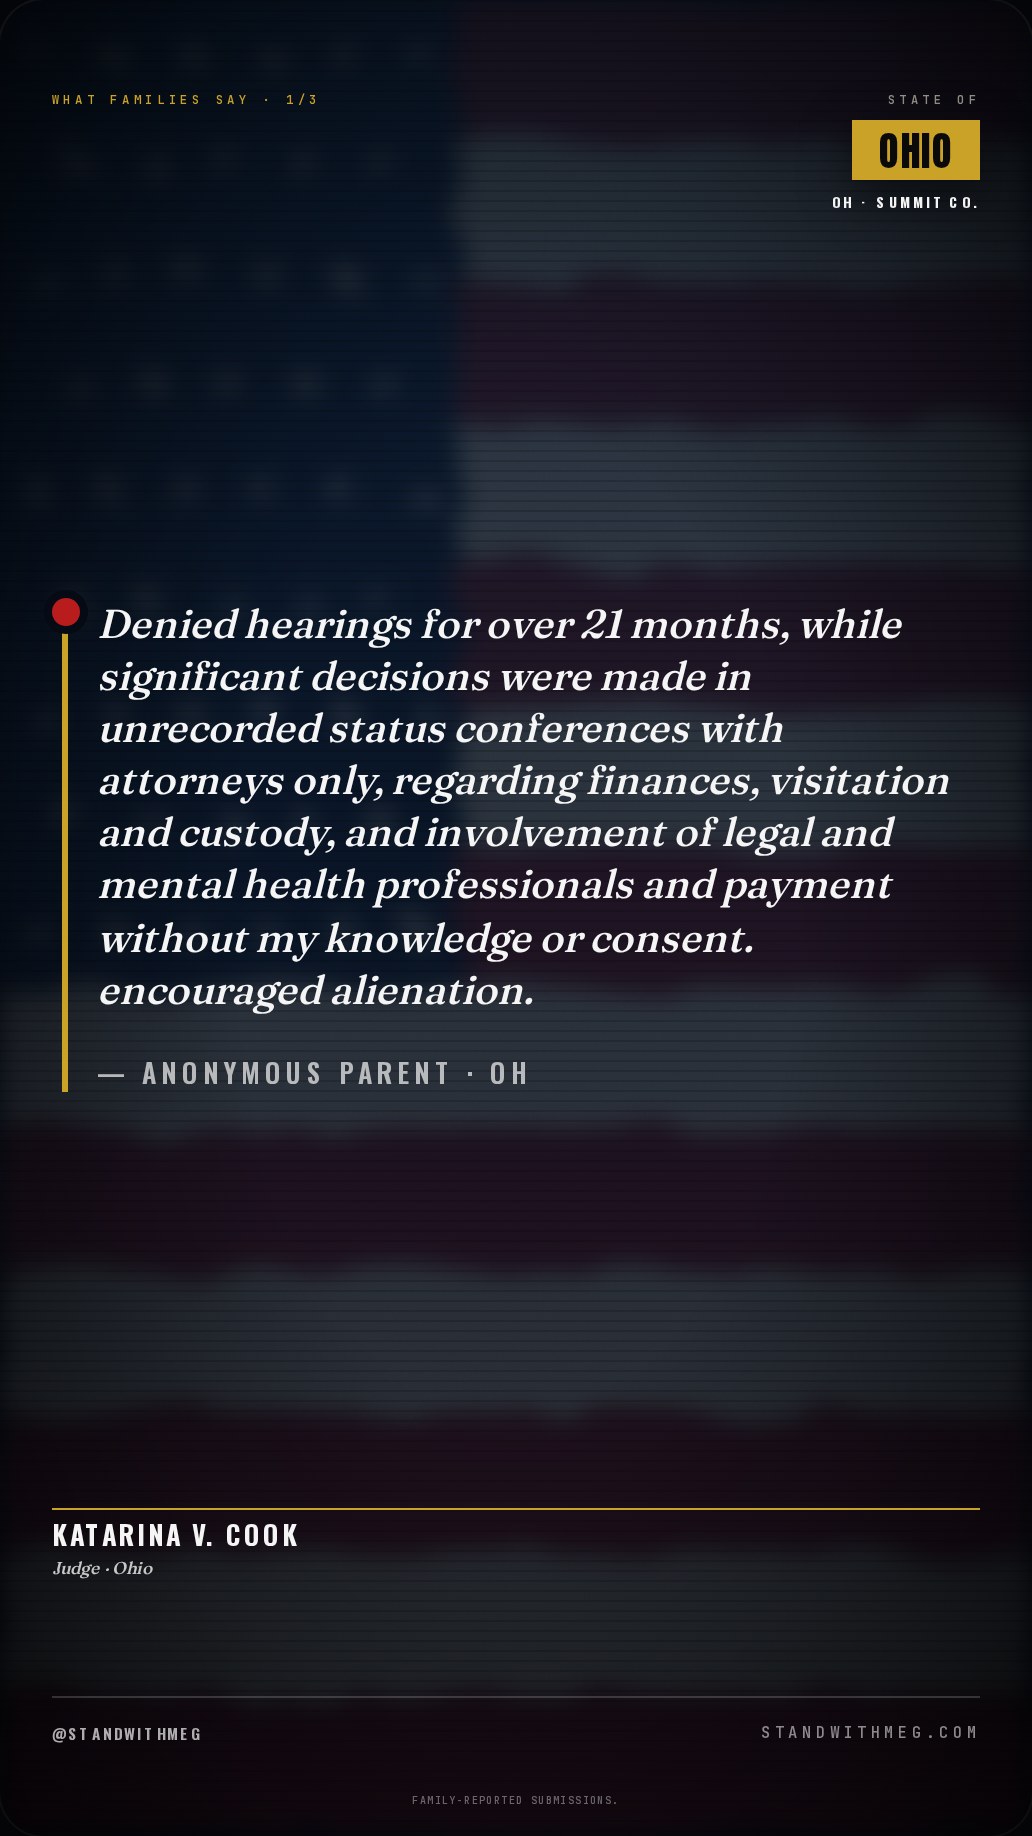 WHAT FAMILIES SAY · 1/3
STATE OF
OHIO
OH · SUMMIT CO.
Denied hearings for over 21 months, while
significant decisions were made in
unrecorded status conferences with
attorneys only, regarding finances, visitation
and custody, and involvement of legal and
mental health professionals and payment
without my knowledge or consent.
encouraged alienation.
— ANONYMOUS PARENT · OH
KATARINA V. COOK
Judge · Ohio
@STANDWITHMEG
STANDWITHMEG.COM
FAMILY-REPORTED SUBMISSIONS.